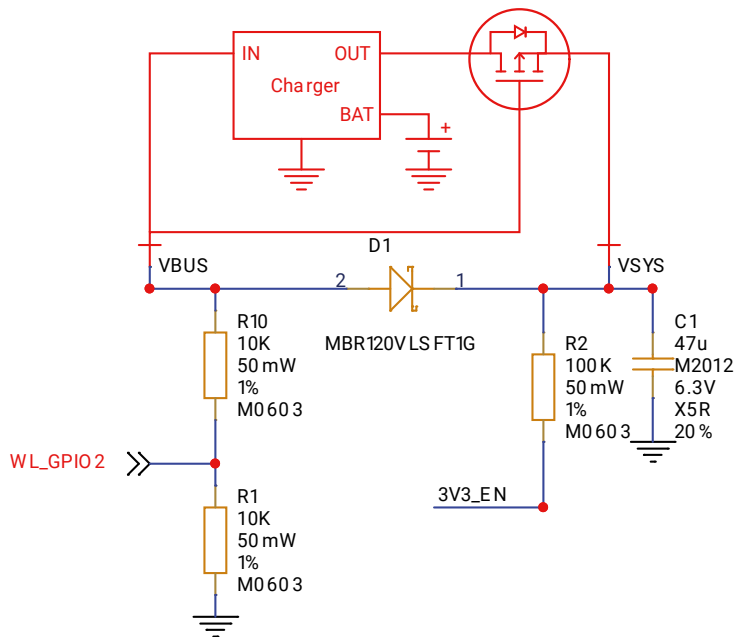 IN
OUT
Charger
BAT
+
D1
VBUS
VSYS
2
1
MBR120VLSFT1G
R10
10K
50mW
1%
M0603
R2
100K
50mW
1%
M0603
C1
47u
M2012
6.3V
X5R
20%
WL_GPIO2
3V3_EN
R1
10K
50mW
1%
M0603